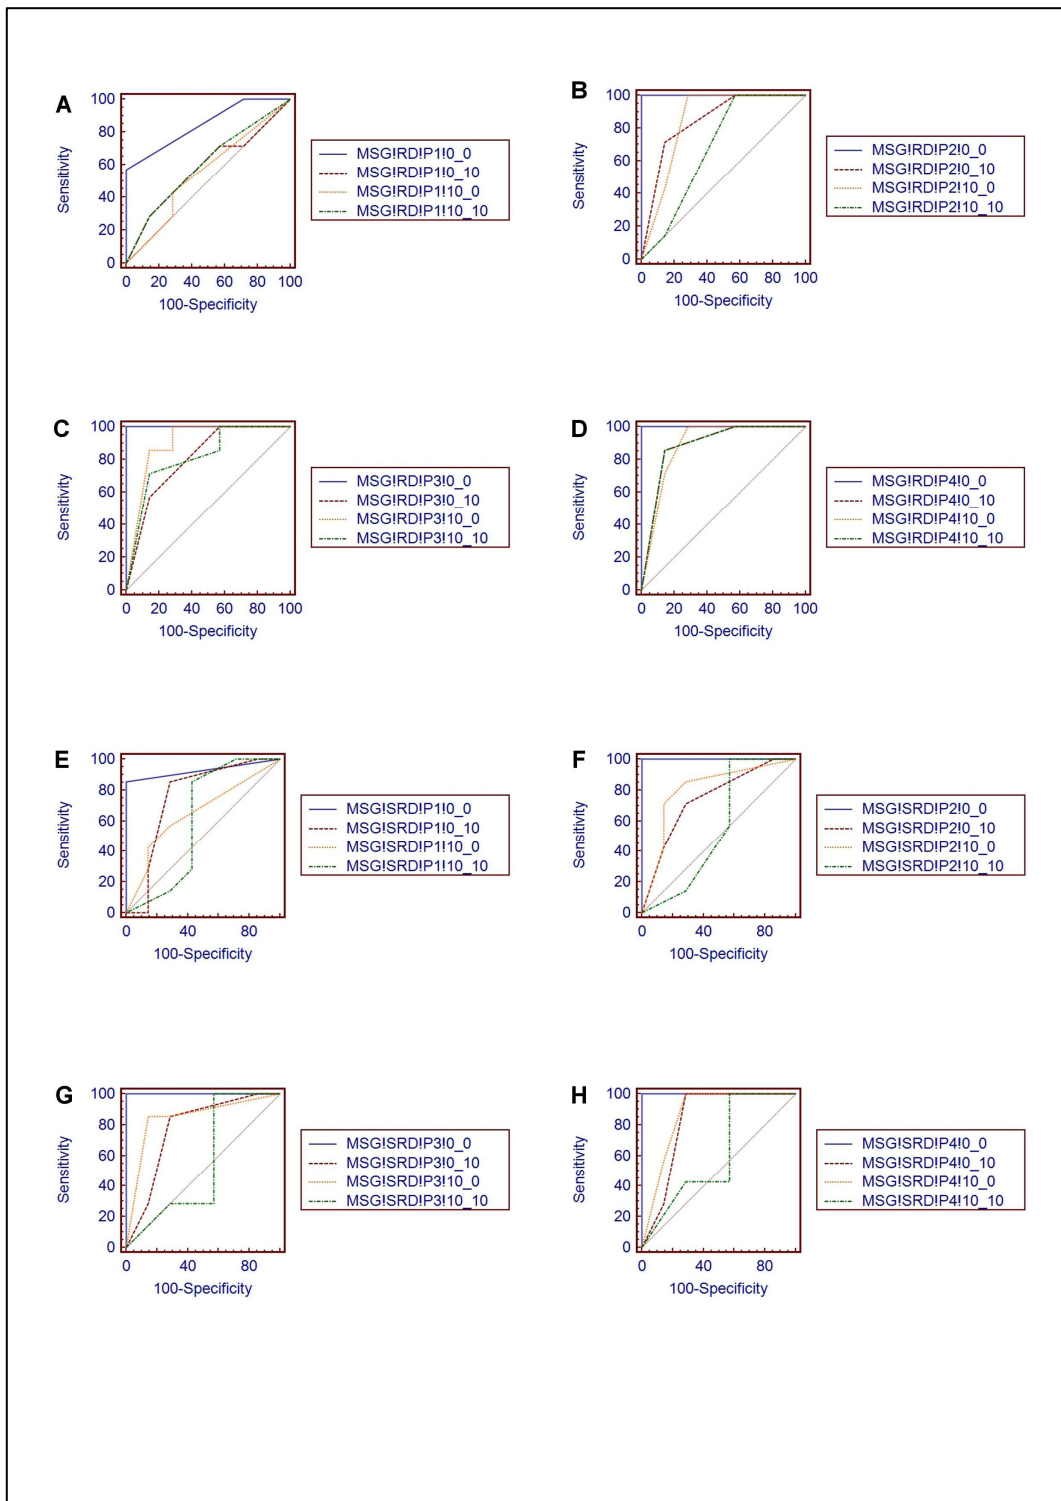 A
100
80
60
40
20
0
Sensitivity
0 20 40 60 80 100
100-Specificity
MSG!RD!P1!0_0
MSG!RD!P1!0_10
MSG!RD!P1!10_0
MSG!RD!P1!10_10
B
100
80
60
40
20
0
Sensitivity
0 20 40 60 80 100
100-Specificity
MSG!RD!P2!0_0
MSG!RD!P2!0_10
MSG!RD!P2!10_0
MSG!RD!P2!10_10
C
100
80
60
40
20
0
Sensitivity
0 20 40 60 80 100
100-Specificity
MSG!RD!P3!0_0
MSG!RD!P3!0_10
MSG!RD!P3!10_0
MSG!RD!P3!10_10
D
100
80
60
40
20
0
Sensitivity
0 20 40 60 80 100
100-Specificity
MSG!RD!P4!0_0
MSG!RD!P4!0_10
MSG!RD!P4!10_0
MSG!RD!P4!10_10
E
100
80
60
40
20
0
Sensitivity
0 40 80
100-Specificity
MSG!SRD!P1!0_0
MSG!SRD!P1!0_10
MSG!SRD!P1!10_0
MSG!SRD!P1!10_10
F
100
80
60
40
20
0
Sensitivity
0 40 80
100-Specificity
MSG!SRD!P2!0_0
MSG!SRD!P2!0_10
MSG!SRD!P2!10_0
MSG!SRD!P2!10_10
G
100
80
60
40
20
0
Sensitivity
0 40 80
100-Specificity
MSG!SRD!P3!0_0
MSG!SRD!P3!0_10
MSG!SRD!P3!10_0
MSG!SRD!P3!10_10
H
100
80
60
40
20
0
Sensitivity
0 40 80
100-Specificity
MSG!SRD!P4!0_0
MSG!SRD!P4!0_10
MSG!SRD!P4!10_0
MSG!SRD!P4!10_10